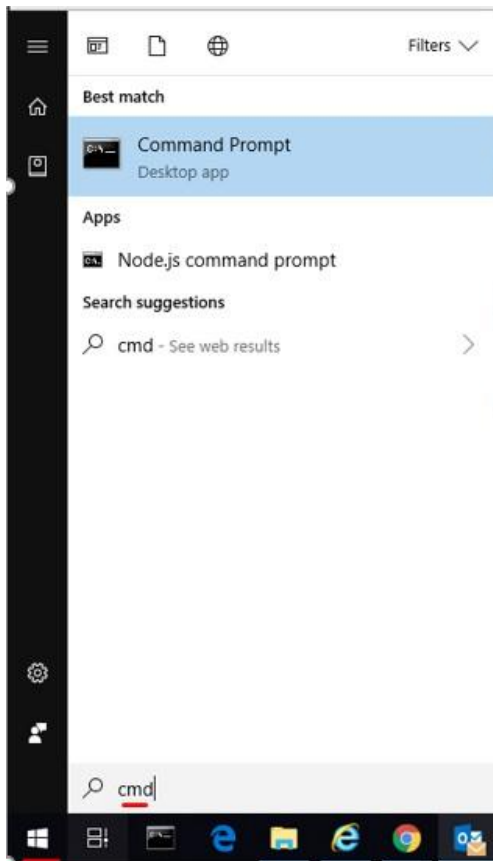 Filters
Best match
Command Prompt
Desktop app
Apps
Node.js command prompt
Search suggestions
cmd - See web results
cmd